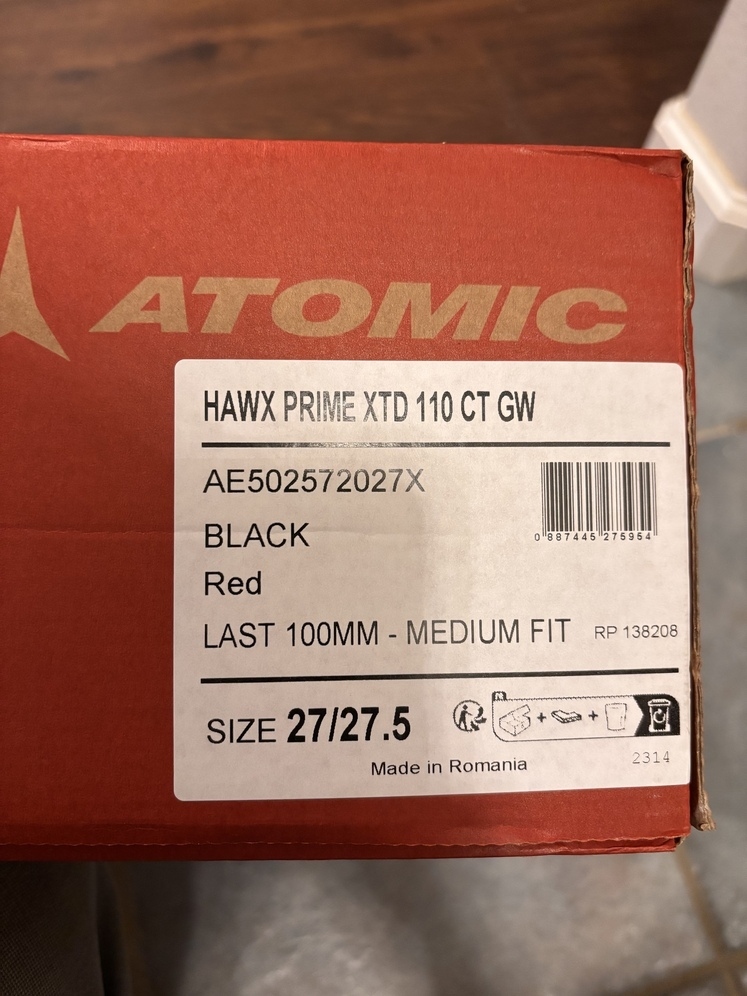 ATOMIC
HAWX PRIME XTD 110 CT GW
AE502572027X
0 887445 275954
BLACK
Red
LAST 100MM - MEDIUM FIT RP 138208
SIZE 27/27.5
FR
Made in Romania
2314